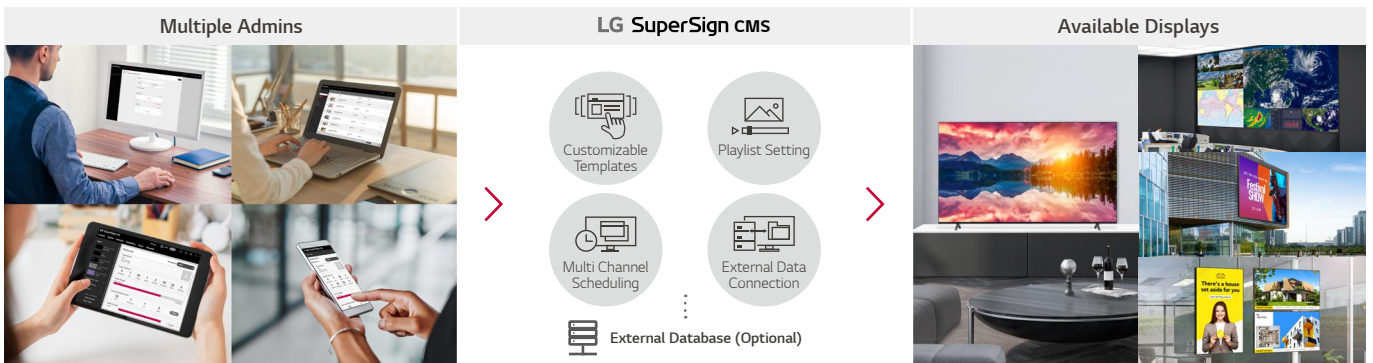 Multiple Admins
LG SuperSign CMS
Available Displays
Customizable
Templates
Playlist Setting
Multi Channel
Scheduling
External Data
Connection
External Database (Optional)
Festival
SHOW
There's a house
set aside for you